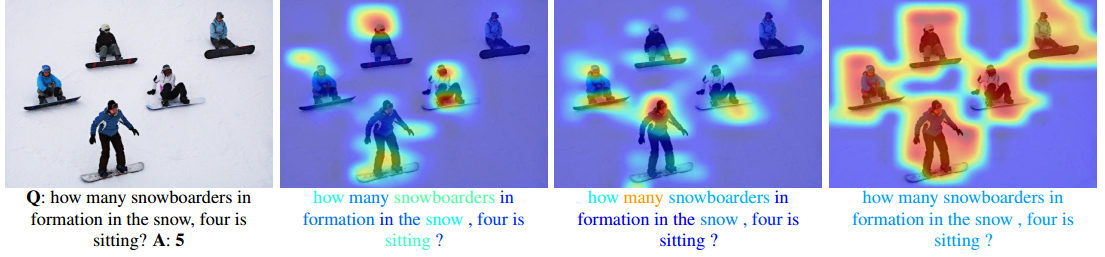 Q: how many snowboarders in
formation in the snow, four is
sitting? A: 5
how many snowboarders in
formation in the snow , four is
sitting ?
how many snowboarders in
formation in the snow , four is
sitting ?
how many snowboarders in
formation in the snow , four is
sitting ?